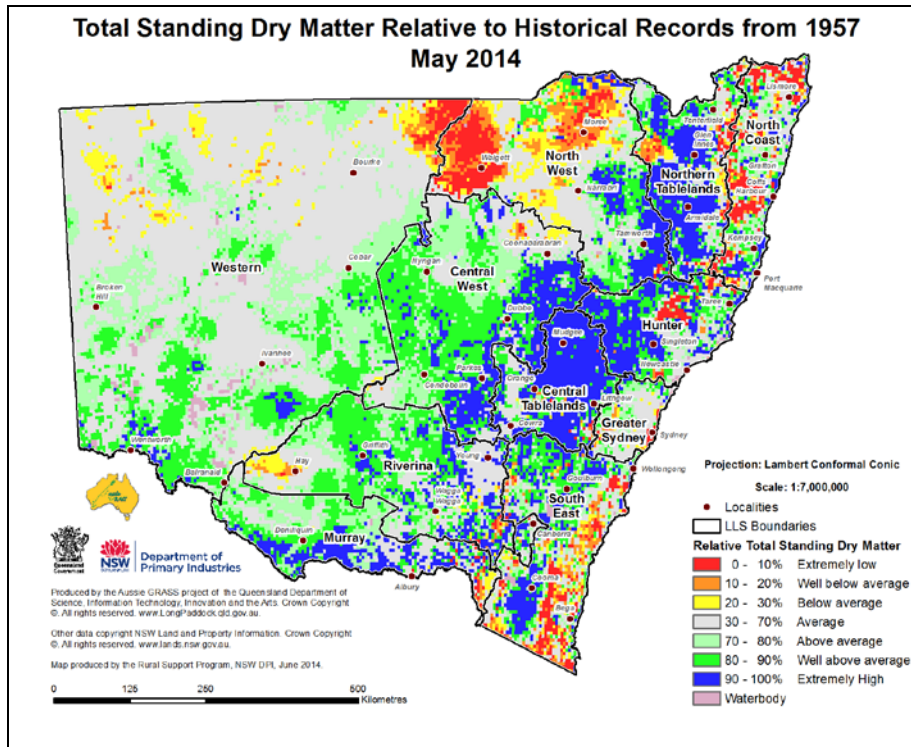 Total Standing Dry Matter Relative to Historical Records from 1957
May 2014
Lismore
Tenterfield
North
Coast
Moree
Glen
Innes
Walgett
Bourke
North
West
Grafton
Northern
Tablelands
Coffs
Harbour
Narrabri
Armidale
Kempsey
Tamworth
Coonabarabran
Western
Cobar
Nyngan
Central
West
Port
Macquarie
Broken
Hill
Taree
Dubbo
Hunter
Mudgee
Singleton
Ivanhoe
Newcastle
Parkes
Condobolin
Orange
Central
Tablelands
Lithgow
Greater
Sydney
Cowra
Sydney
Wentworth
Griffith
Young
Hay
Riverina
Wollongong
Balranald
Goulburn
South
East
Wagga
Wagga
Deniliquin
Murray
Canberra
Albury
Cooma
Bega
Projection: Lambert Conformal Conic
Scale: 1:7,000,000
Localities
LLS Boundaries
Relative Total Standing Dry Matter
0 - 10% Extremely low
10 - 20% Well below average
20 - 30% Below average
30 - 70% Average
70 - 80% Above average
80 - 90% Well above average
90 - 100% Extremely High
Waterbody
Queensland
Government
NSW
Department of
Primary Industries
Produced by the Aussie GRASS project of the Queensland Department of
Science, Information Technology, Innovation and the Arts. Crown Copyright
©. All rights reserved. www.LongPaddock.qld.gov.au.
Other data copyright NSW Land and Property Information. Crown Copyright
©. All rights reserved. www.lands.nsw.gov.au.
Map produced by the Rural Support Program, NSW DPI, June 2014.
0 125 250 500
Kilometres